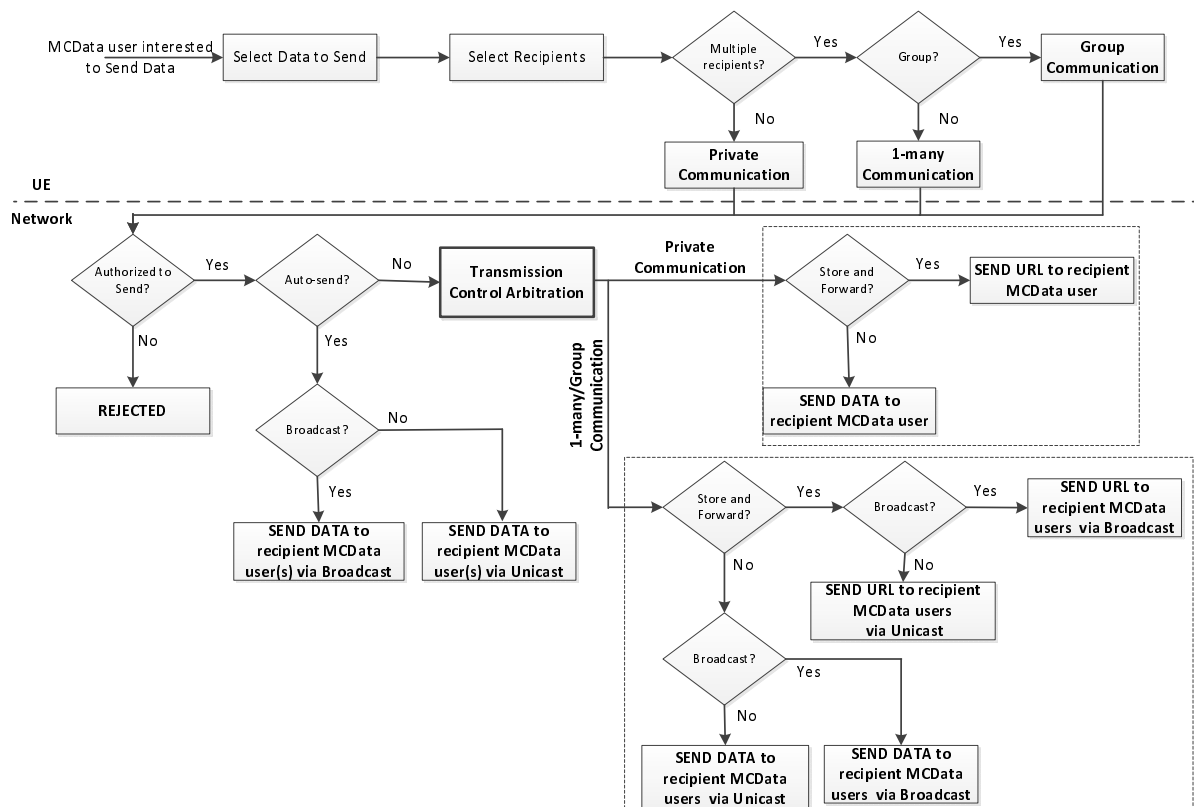 MCData user interested
to Send Data
Select Data to Send
Select Recipients
Multiple
recipients?
Yes
Group?
Yes
Group
Communication
No
No
Private
Communication
1-many
Communication
UE
Network
Authorized to
Send?
Yes
Auto-send?
No
Transmission
Control Arbitration
Private
Communication
Store and
Forward?
Yes
SEND URL to recipient
MCData user
No
Yes
No
REJECTED
SEND DATA to
recipient MCData user
1-many/Group
Communication
Broadcast?
No
Yes
SEND DATA to
recipient MCData
user(s) via Broadcast
SEND DATA to
recipient MCData
user(s) via Unicast
Store and
Forward?
Yes
Broadcast?
Yes
SEND URL to
recipient MCData
users via Broadcast
No
No
SEND URL to recipient
MCData users
via Unicast
Broadcast?
Yes
No
SEND DATA to
recipient MCData
users via Unicast
SEND DATA to
recipient MCData
users via Broadcast